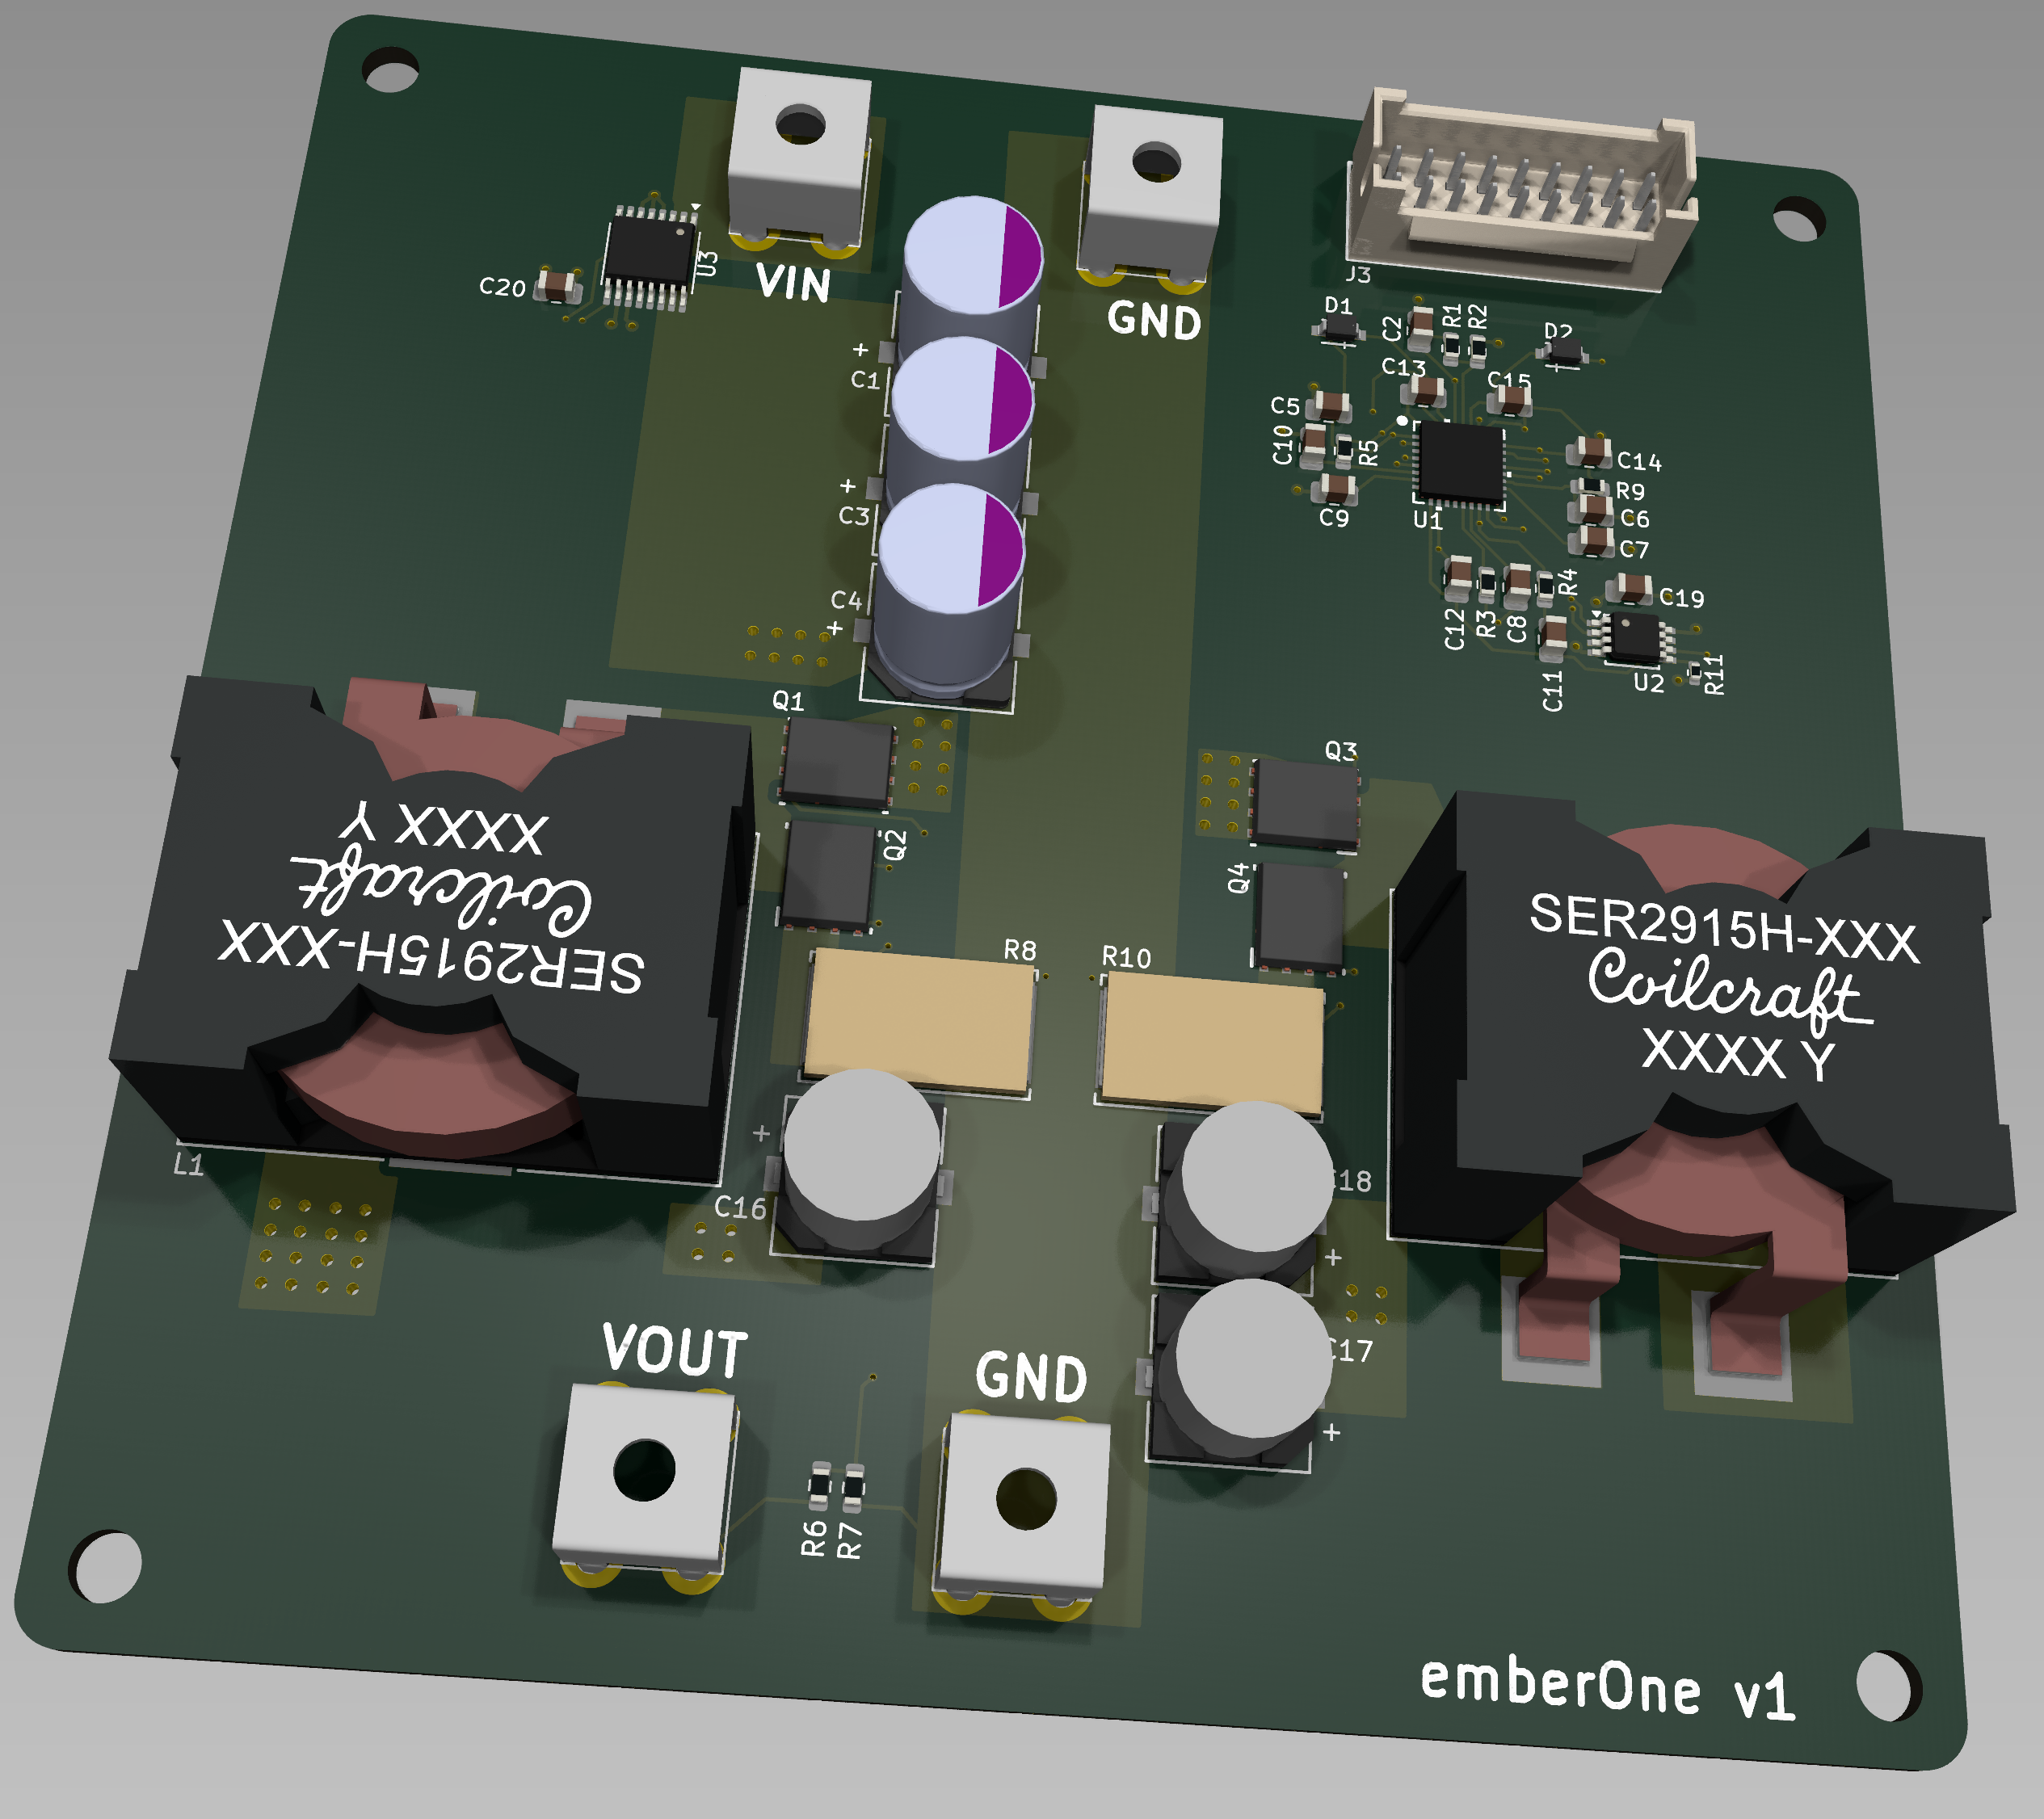 VIN
GND
J3
U3
C20
D1
C2
R1
R2
D2
+
C1
C13
C15
C5
C10
R5
C14
R9
C9
U1
C6
C7
+
C3
C4
+
C12
R3
C8
R4
C19
C11
U2
R11
Q1
Q3
Q2
Q4
XXXX Y
Coilcraft
SER2915H-XXX
SER2915H-XXX
Coilcraft
XXXX Y
R8
R10
L1
+
C16
C18
+
C17
+
VOUT
GND
R6
R7
emberOne v1